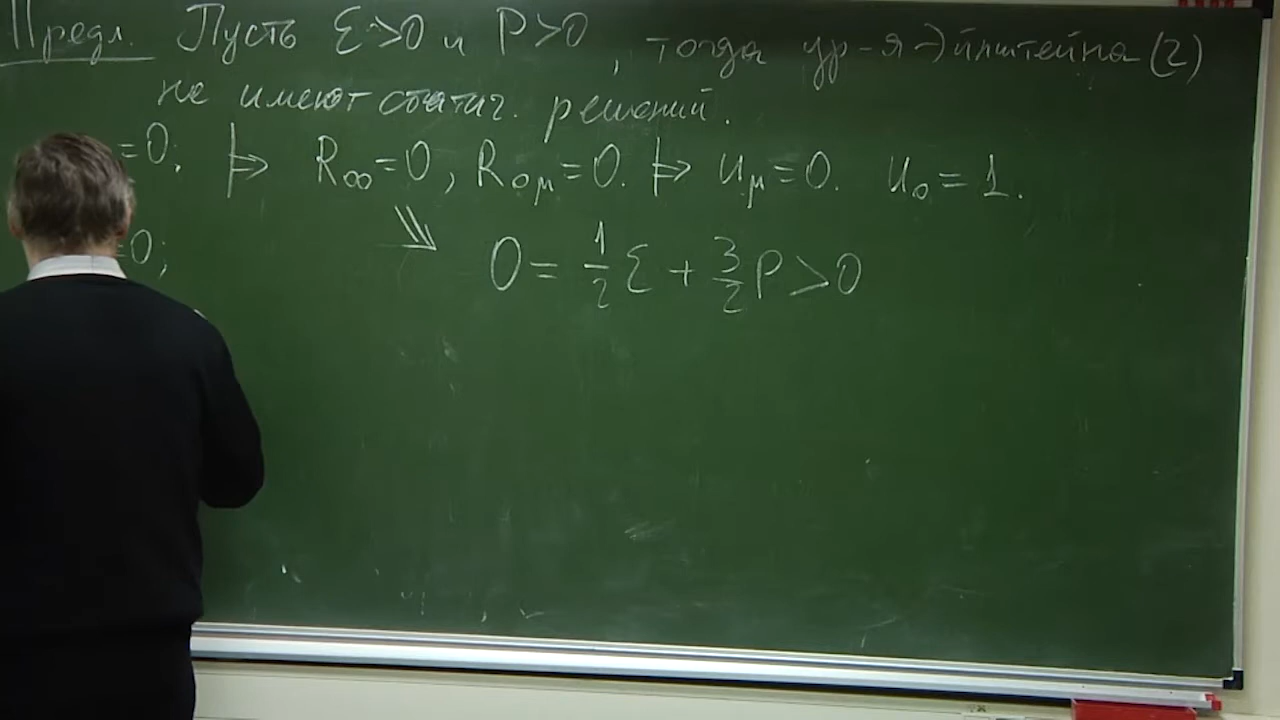 Предл. Пусть ℰ>0 и P>0, тогда ур-я Эйнштейна (2)
не имеют статич. решений.
=0; ⊨> R₀₀=0, R₀μ=0. ⊨> uμ=0. u₀=1.
⇘ 0 = 1/2 ℰ + 3/2 P > 0
=0;